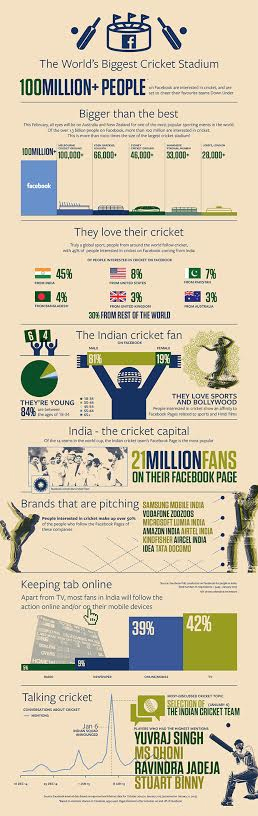 The World's Biggest Cricket Stadium
100MILLION+ PEOPLE
on Facebook are interested in cricket, and are
set to cheer their favourite teams Down Under
Bigger than the best
This February, all eyes will be on Australia and New Zealand for one of the most popular sporting events in the world.
Of the over 1.3 billion people on Facebook, more than 100 million are interested in cricket.
This is more than 1000 times the size of the largest cricket stadium!
100MILLION+
100,000+
66,000+
46,000+
33,000+
28,000+
facebook
They love their cricket
Truly a global sport, people from around the world follow cricket,
with 45% of people interested in cricket on Facebook coming from India
OF PEOPLE INTERESTED IN CRICKET ON FACEBOOK
45%
FROM INDIA
8%
FROM UNITED STATES
7%
FROM PAKISTAN
4%
FROM BANGLADESH
3%
FROM UNITED KINGDOM
3%
FROM AUSTRALIA
30% FROM REST OF THE WORLD
The Indian cricket fan
ON FACEBOOK
6 4
MALE
81%
FEMALE
19%
THEY'RE YOUNG
84% are between
the ages of 18-34
THEY LOVE SPORTS
AND BOLLYWOOD
People interested in cricket show an affinity to
Facebook Pages related to sports and Hindi Film
India - the cricket capital
Of the 14 teams in the world cup, the Indian cricket team's Facebook Page is the most popular
21MILLIONFANS
ON THEIR FACEBOOK PAGE
Brands that are pitching
People interested in cricket make up over 50%
of the people who follow the Facebook Pages of
these companies
SAMSUNG MOBILE INDIA
VODAFONE ZOOZOOS
MICROSOFT LUMIA INDIA
AMAZON INDIA AIRTEL INDIA
KINGFISHER AIRCEL INDIA
IDEA TATA DOCOMO
Keeping tab online
Apart from TV, most fans in India will follow the
action online and/or on their mobile devices
39%
42%
RADIO
NEWSPAPER
ONLINE/MOBILE
TV
Talking cricket
CONVERSATIONS ABOUT CRICKET
MENTIONS
Jan 6
INDIAN SQUAD
ANNOUNCED
MOST-DISCUSSED CRICKET TOPIC
SELECTION OF
THE INDIAN CRICKET TEAM
PLAYERS WHO HAD THE HIGHEST MENTIONS
YUVRAJ SINGH
MS DHONI
RAVINDRA JADEJA
STUART BINNY